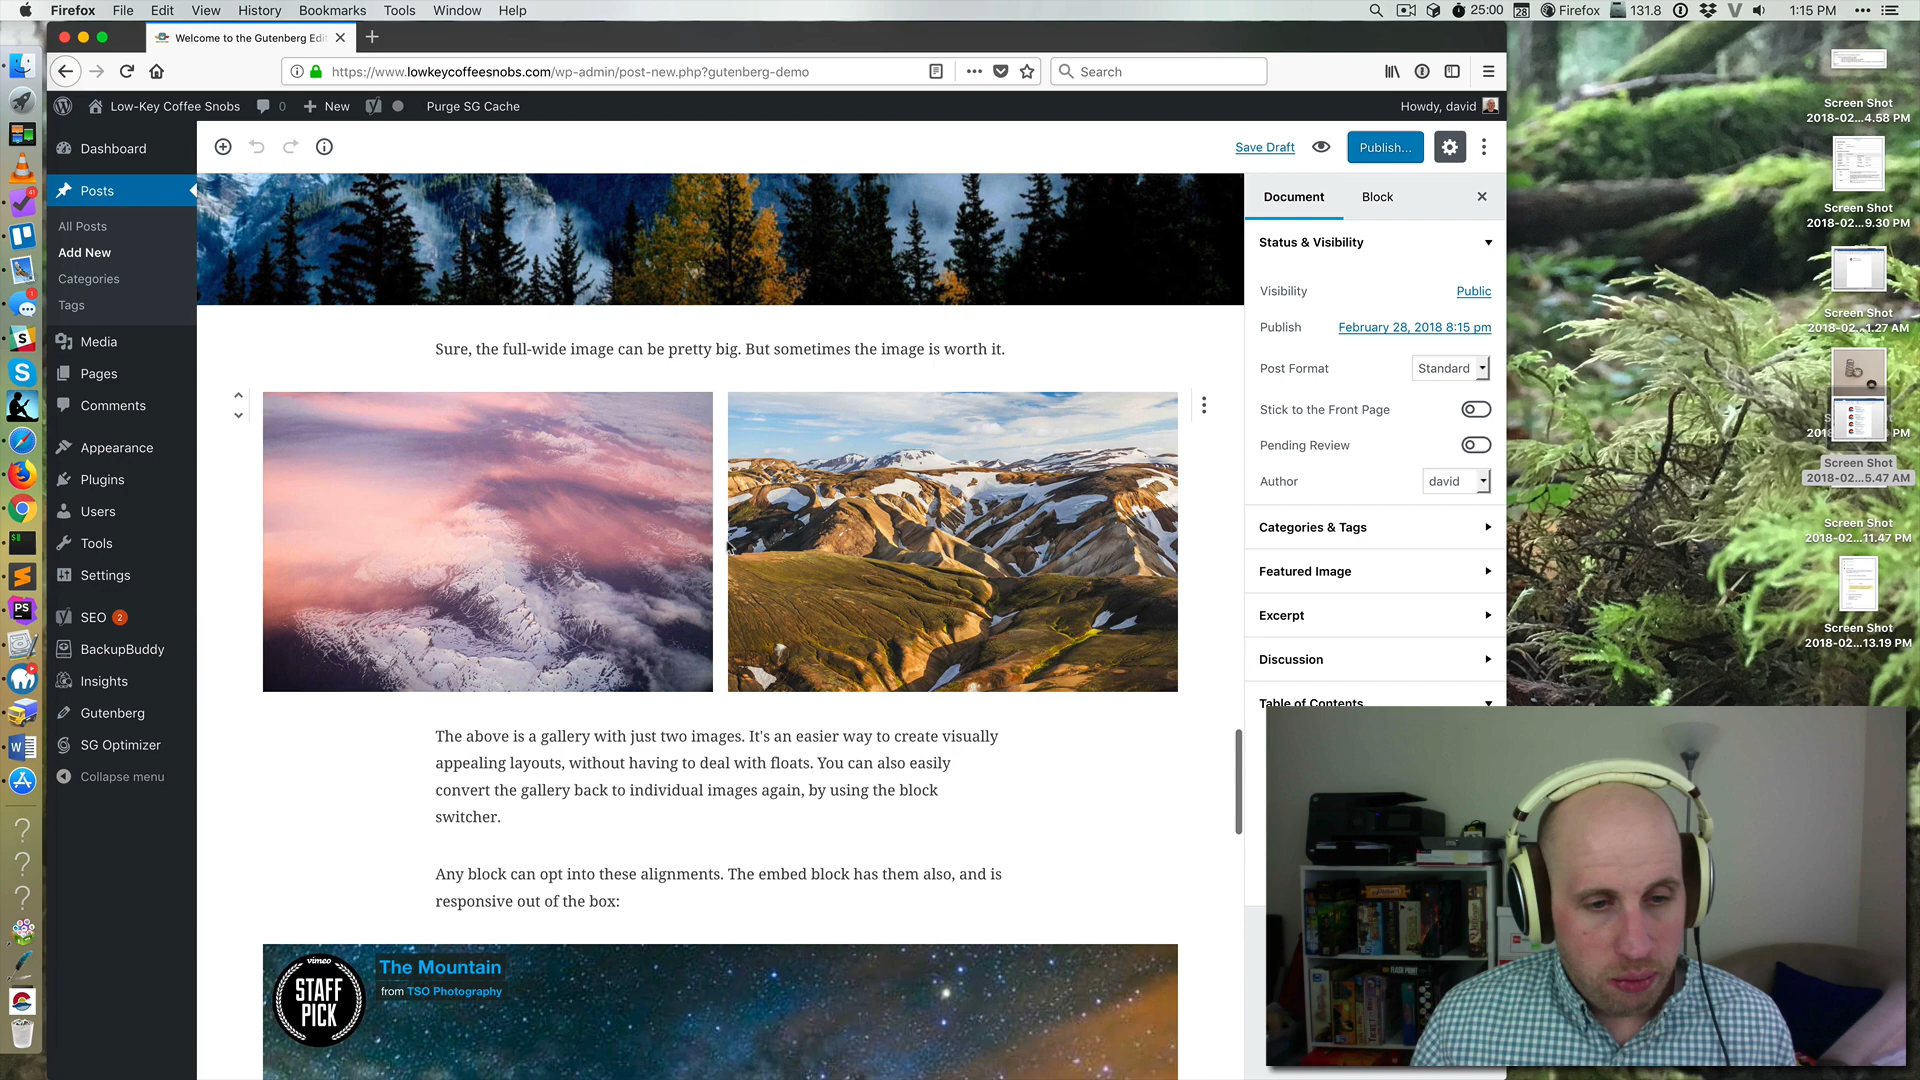 Firefox File Edit View History Bookmarks Tools Window Help
25:00 28 Firefox 131.8 1:15 PM
Welcome to the Gutenberg Edi
https://www.lowkeycoffeesnobs.com/wp-admin/post-new.php?gutenberg-demo
Search
Low-Key Coffee Snobs 0 New Purge SG Cache
Howdy, david
Dashboard
Posts
All Posts
Add New
Categories
Tags
Media
Pages
Comments
Appearance
Plugins
Users
Tools
Settings
SEO 2
BackupBuddy
Insights
Gutenberg
SG Optimizer
Collapse menu
Save Draft Publish...
Sure, the full-wide image can be pretty big. But sometimes the image is worth it.
The above is a gallery with just two images. It's an easier way to create visually
appealing layouts, without having to deal with floats. You can also easily
convert the gallery back to individual images again, by using the block
switcher.
Any block can opt into these alignments. The embed block has them also, and is
responsive out of the box:
vimeo
STAFF
PICK
The Mountain
from TSO Photography
Document Block
Status & Visibility
Visibility Public
Publish February 28, 2018 8:15 pm
Post Format Standard
Stick to the Front Page
Pending Review
Author david
Categories & Tags
Featured Image
Excerpt
Discussion
Table of Contents
Screen Shot
2018-02...4.58 PM
Screen Shot
2018-02...9.30 PM
Screen Shot
2018-02...1.27 AM
Screen Shot
2018-02...5.47 AM
Screen Shot
2018-02...11.47 PM
Screen Shot
2018-02...13.19 PM